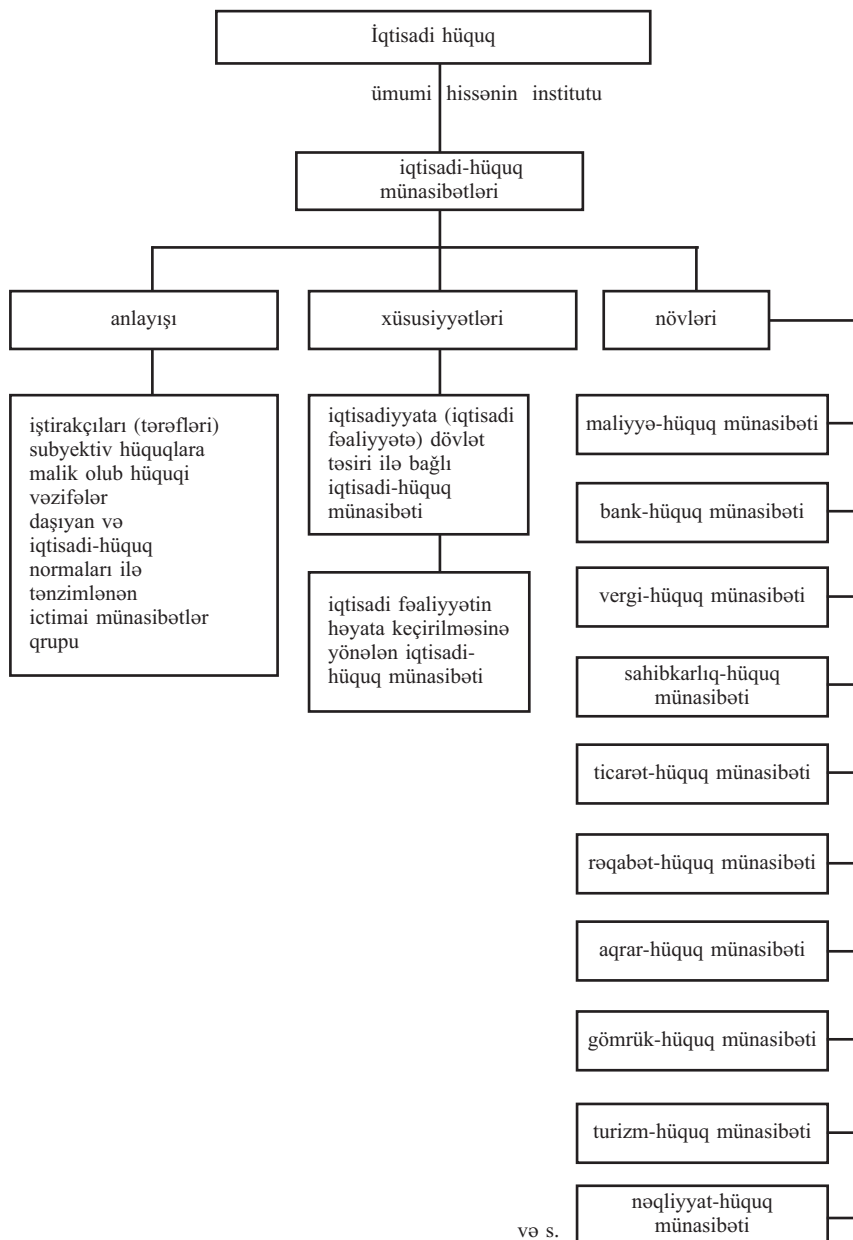 İqtisadi hüquq
ümumi hissənin institutu
iqtisadi-hüquq
münasibətləri
anlayışı
xüsusiyyətləri
növləri
iştirakçıları (tərəfləri)
subyektiv hüquqlara
malik olub hüquqi
vəzifələr
daşıyan və
iqtisadi-hüquq
normaları ilə
tənzimlənən
ictimai münasibətlər
qrupu
iqtisadiyyata (iqtisadi
fəaliyyətə) dövlət
təsiri ilə bağlı
iqtisadi-hüquq
münasibəti
iqtisadi fəaliyyətin
həyata keçirilməsinə
yönələn iqtisadi-
hüquq münasibəti
maliyyə-hüquq münasibəti
bank-hüquq münasibəti
vergi-hüquq münasibəti
sahibkarlıq-hüquq
münasibəti
ticarət-hüquq münasibəti
rəqabət-hüquq münasibəti
aqrar-hüquq münasibəti
gömrük-hüquq münasibəti
turizm-hüquq münasibəti
nəqliyyat-hüquq
münasibəti
və s.